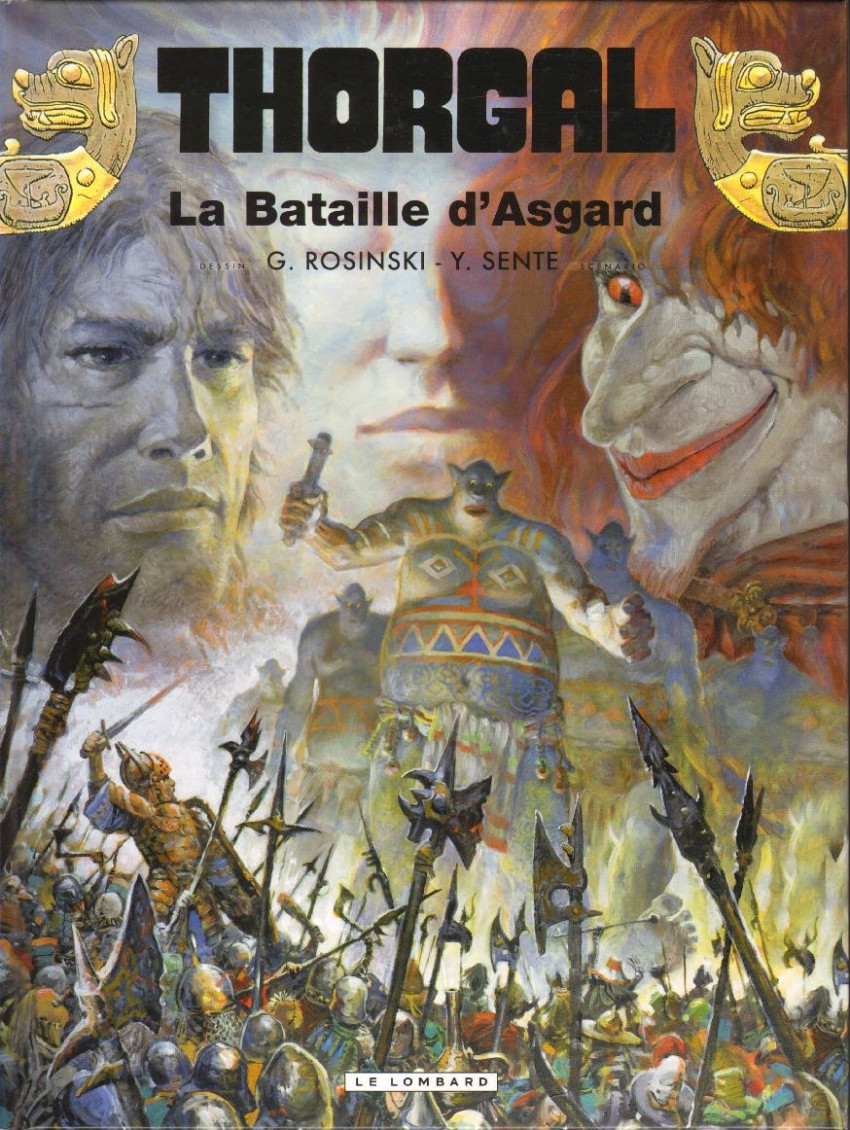 THORGAL
La Bataille d'Asgard
DESSIN G. ROSINSKI - Y. SENTE SCÉNARIO
LE LOMBARD